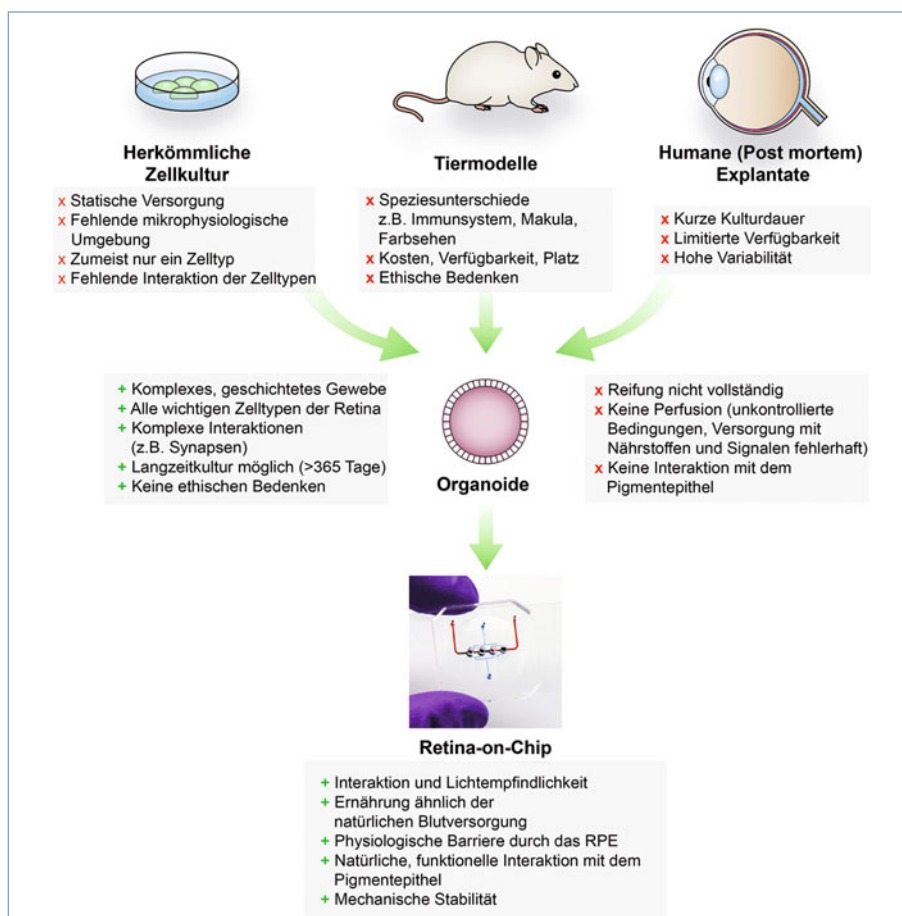 Herkömmliche
Zellkultur
x Statische Versorgung
x Fehlende mikrophysiologische
Umgebung
x Zumeist nur ein Zelltyp
x Fehlende Interaktion der Zelltypen
Tiermodelle
x Speziesunterschiede
z.B. Immunsystem, Makula,
Farbsehen
x Kosten, Verfügbarkeit, Platz
x Ethische Bedenken
Humane (Post mortem)
Explantate
x Kurze Kulturdauer
x Limitierte Verfügbarkeit
x Hohe Variabilität
+ Komplexes, geschichtetes Gewebe
+ Alle wichtigen Zelltypen der Retina
+ Komplexe Interaktionen
(z.B. Synapsen)
+ Langzeitkultur möglich (>365 Tage)
+ Keine ethischen Bedenken
Organoide
x Reifung nicht vollständig
x Keine Perfusion (unkontrollierte
Bedingungen, Versorgung mit
Nährstoffen und Signalen fehlerhaft)
x Keine Interaktion mit dem
Pigmentepithel
Retina-on-Chip
+ Interaktion und Lichtempfindlichkeit
+ Ernährung ähnlich der
natürlichen Blutversorgung
+ Physiologische Barriere durch das RPE
+ Natürliche, funktionelle Interaktion mit dem
Pigmentepithel
+ Mechanische Stabilität